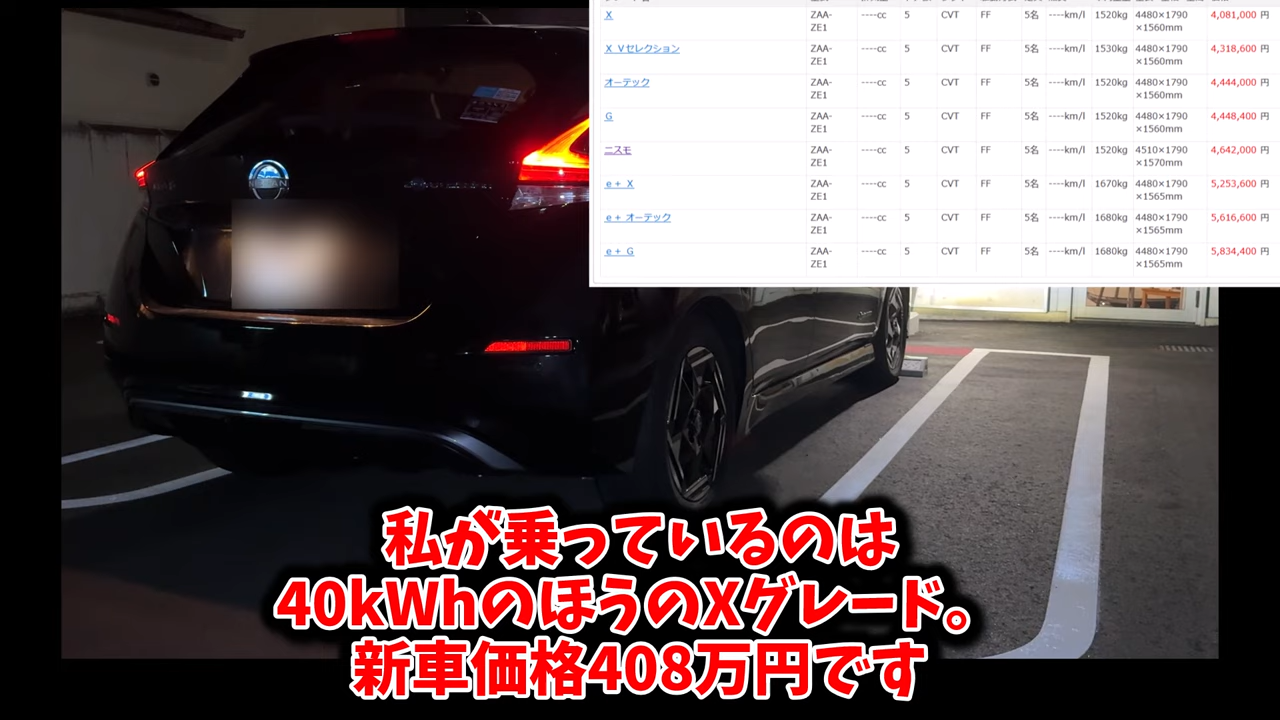 X ZAA-ZE1 ----cc 5 CVT FF 5名 ----km/l 1520kg 4480×1790×1560mm 4,081,000 円
X Vセレクション ZAA-ZE1 ----cc 5 CVT FF 5名 ----km/l 1530kg 4480×1790×1560mm 4,318,600 円
オーテック ZAA-ZE1 ----cc 5 CVT FF 5名 ----km/l 1520kg 4480×1790×1560mm 4,444,000 円
G ZAA-ZE1 ----cc 5 CVT FF 5名 ----km/l 1520kg 4480×1790×1560mm 4,448,400 円
ニスモ ZAA-ZE1 ----cc 5 CVT FF 5名 ----km/l 1520kg 4510×1790×1570mm 4,642,000 円
e+ X ZAA-ZE1 ----cc 5 CVT FF 5名 ----km/l 1670kg 4480×1790×1565mm 5,253,600 円
e+ オーテック ZAA-ZE1 ----cc 5 CVT FF 5名 ----km/l 1680kg 4480×1790×1565mm 5,616,600 円
e+ G ZAA-ZE1 ----cc 5 CVT FF 5名 ----km/l 1680kg 4480×1790×1565mm 5,834,400 円
私が乗っているのは
40kWhのほうのXグレード。
新車価格408万円です